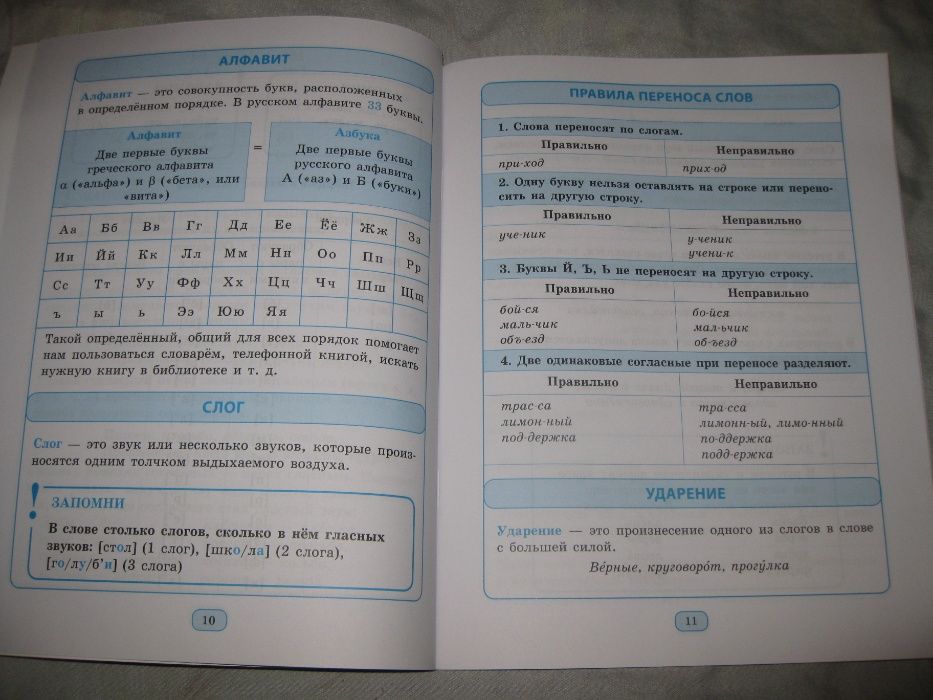 АЛФАВИТ
Алфавит — это совокупность букв, расположенных
в определённом порядке. В русском алфавите 33 буквы.
Алфавит
Две первые буквы
греческого алфавита
α («альфа») и β («бета», или
«вита»)
=
Азбука
Две первые буквы
русского алфавита
А («аз») и Б («буки»)
Аа Бб Вв Гг Дд Ее Ёё Жж Зз
Ии Йй Кк Лл Мм Нн Оо Пп Рр
Сс Тт Уу Фф Хх Цц Чч Шш Щщ
ъ ы ь Ээ Юю Яя
Такой определённый, общий для всех порядок помогает
нам пользоваться словарём, телефонной книгой, искать
нужную книгу в библиотеке и т. д.
СЛОГ
Слог — это звук или несколько звуков, которые произ-
носятся одним толчком выдыхаемого воздуха.
! ЗАПОМНИ
В слове столько слогов, сколько в нём гласных
звуков: [стол] (1 слог), [шко/ла] (2 слога),
[го/лу/б'и] (3 слога)
10
ПРАВИЛА ПЕРЕНОСА СЛОВ
1. Слова переносят по слогам.
Правильно Неправильно
при-ход прих-од
2. Одну букву нельзя оставлять на строке или перено-
сить на другую строку.
Правильно Неправильно
уче-ник у-ченик
учени-к
3. Буквы Й, Ъ, Ь не переносят на другую строку.
Правильно Неправильно
бой-ся бо-йся
маль-чик мал-ьчик
объ-езд об-ъезд
4. Две одинаковые согласные при переносе разделяют.
Правильно Неправильно
трас-са тра-сса
лимон-ный лимонн-ый, лимо-нный
под-держка по-ддержка
подд-ержка
УДАРЕНИЕ
Ударение — это произнесение одного из слогов в слове
с большей силой.
Ве́рные, круговоро́т, прогу́лка
11